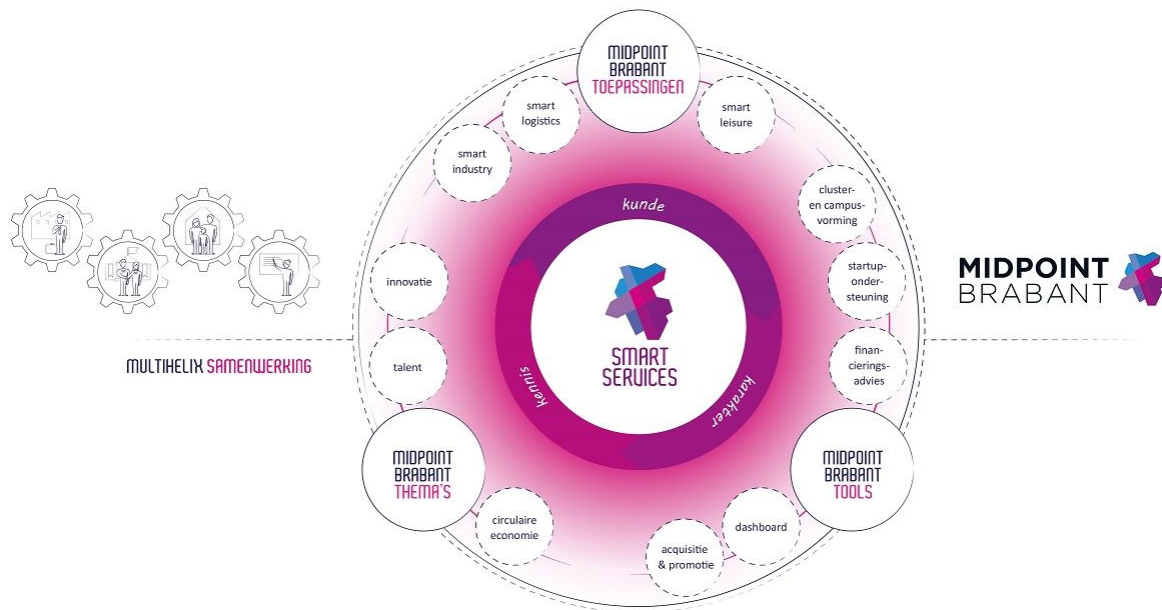 MIDPOINT
BRABANT
TOEPASSINGEN
smart
logistics
smart
leisure
smart
industry
cluster-
en campus-
vorming
kunde
innovatie
startup-
onder-
steuning
MIDPOINT
BRABANT
SMART
SERVICES
talent
finan-
cierings-
advies
MULTIHELIX SAMENWERKING
kennis
karakter
MIDPOINT
BRABANT
THEMA'S
MIDPOINT
BRABANT
TOOLS
circulaire
economie
dashboard
acquisitie
& promotie